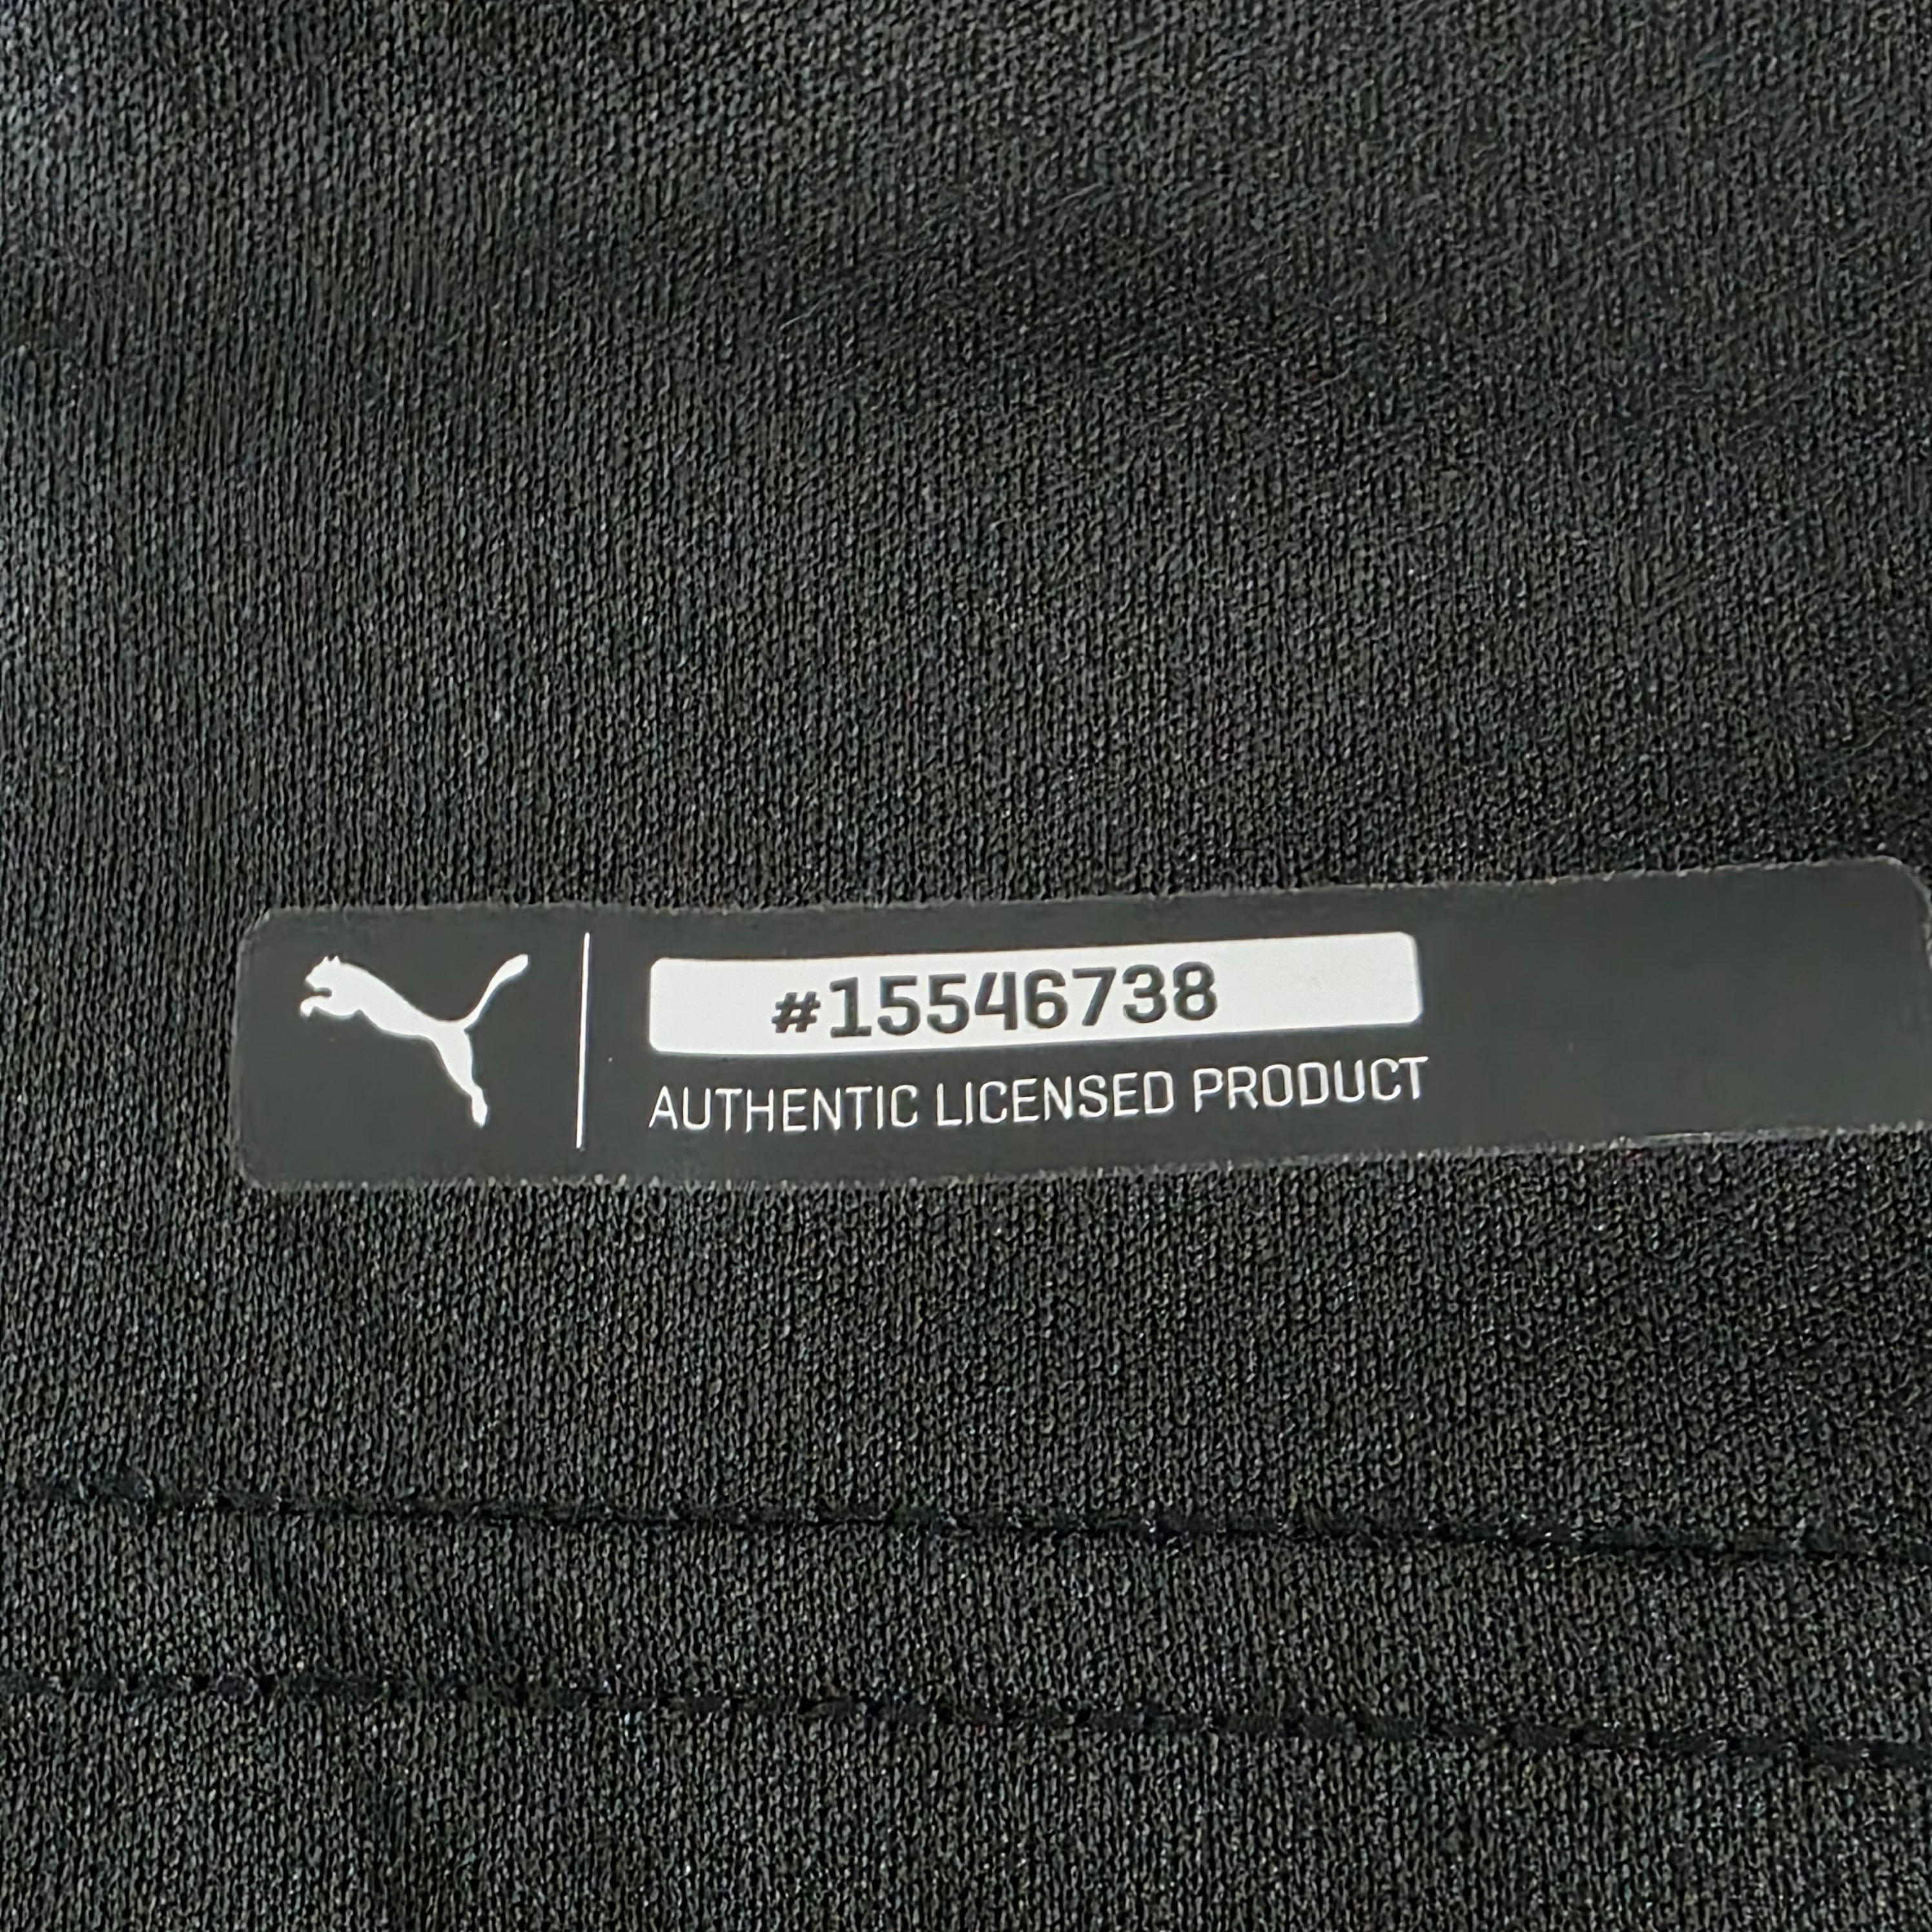 #15546738
AUTHENTIC LICENSED PRODUCT